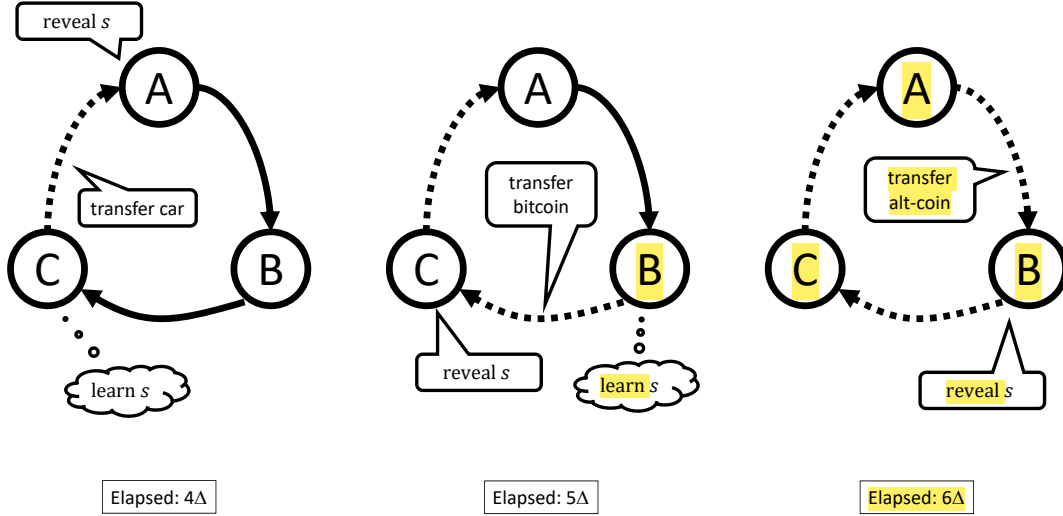 reveal s
A
transfer car
C
B
learn s
Elapsed: 4Δ
A
transfer
bitcoin
C
B
reveal s
learn s
Elapsed: 5Δ
A
transfer
alt-coin
C
B
reveal s
Elapsed: 6Δ